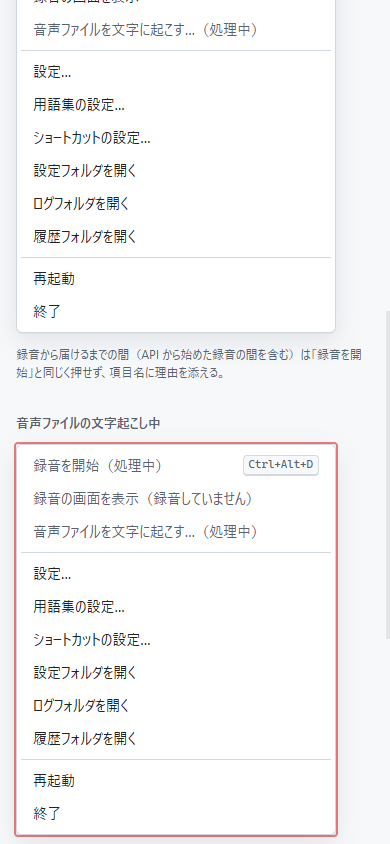 音声ファイルを文字に起こす...（処理中）
設定...
用語集の設定...
ショートカットの設定...
設定フォルダを開く
ログフォルダを開く
履歴フォルダを開く
再起動
終了
録音から届けるまでの間（API から始めた録音の間を含む）は「録音を開
始」と同じく押せず、項目名に理由を添える。
音声ファイルの文字起こし中
録音を開始（処理中） Ctrl+Alt+D
録音の画面を表示（録音していません）
音声ファイルを文字に起こす...（処理中）
設定...
用語集の設定...
ショートカットの設定...
設定フォルダを開く
ログフォルダを開く
履歴フォルダを開く
再起動
終了